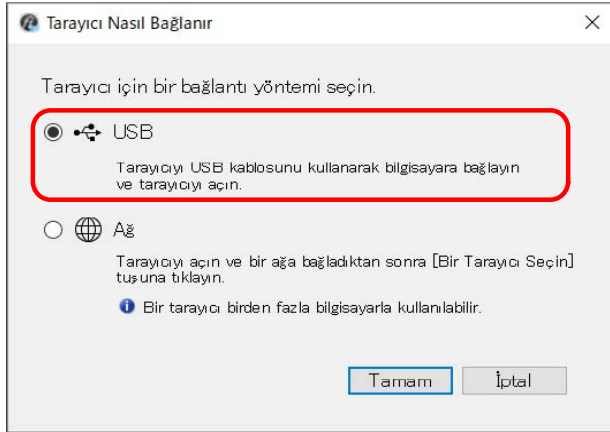 Tarayıcı Nasıl Bağlanır
Tarayıcı için bir bağlantı yöntemi seçin.
USB
Tarayıcıyı USB kablosunu kullanarak bilgisayara bağlayın
ve tarayıcıyı açın.
Ağ
Tarayıcıyı açın ve bir ağa bağladıktan sonra [Bir Tarayıcı Seçin]
tuşuna tıklayın.
Bir tarayıcı birden fazla bilgisayarla kullanılabilir.
Tamam İptal